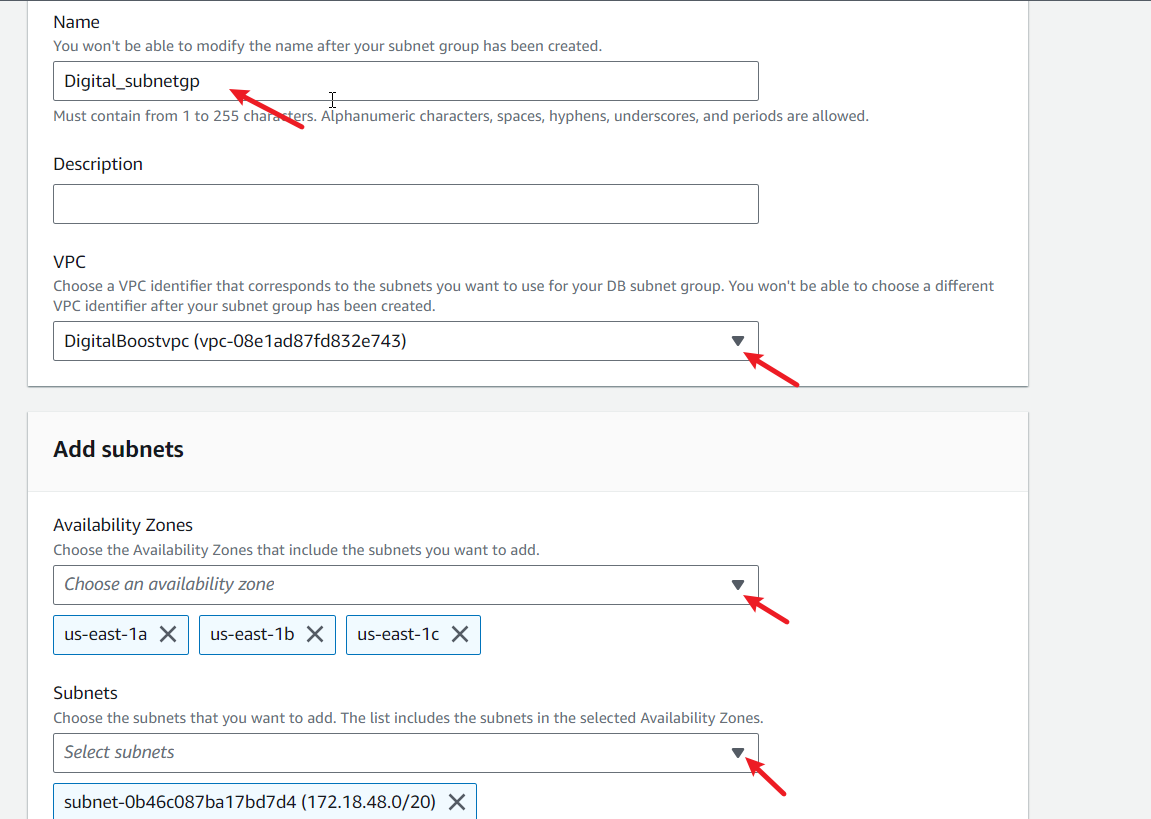 Name
You won't be able to modify the name after your subnet group has been created.
Digital_subnetgp
Must contain from 1 to 255 characters. Alphanumeric characters, spaces, hyphens, underscores, and periods are allowed.
Description
VPC
Choose a VPC identifier that corresponds to the subnets you want to use for your DB subnet group. You won't be able to choose a different
VPC identifier after your subnet group has been created.
DigitalBoostvpc (vpc-08e1ad87fd832e743)
Add subnets
Availability Zones
Choose the Availability Zones that include the subnets you want to add.
Choose an availability zone
us-east-1a us-east-1b us-east-1c
Subnets
Choose the subnets that you want to add. The list includes the subnets in the selected Availability Zones.
Select subnets
subnet-0b46c087ba17bd7d4 (172.18.48.0/20)